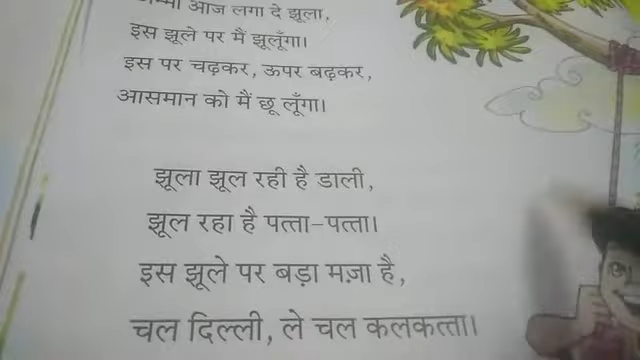 अम्मा आज लगा दे झूला,
इस झूले पर मैं झूलूँगा।
इस पर चढ़कर, ऊपर बढ़कर,
आसमान को मैं छू लूँगा।
झूला झूल रही है डाली,
झूल रहा है पत्ता-पत्ता।
इस झूले पर बड़ा मज़ा है,
चल दिल्ली, ले चल कलकत्ता।